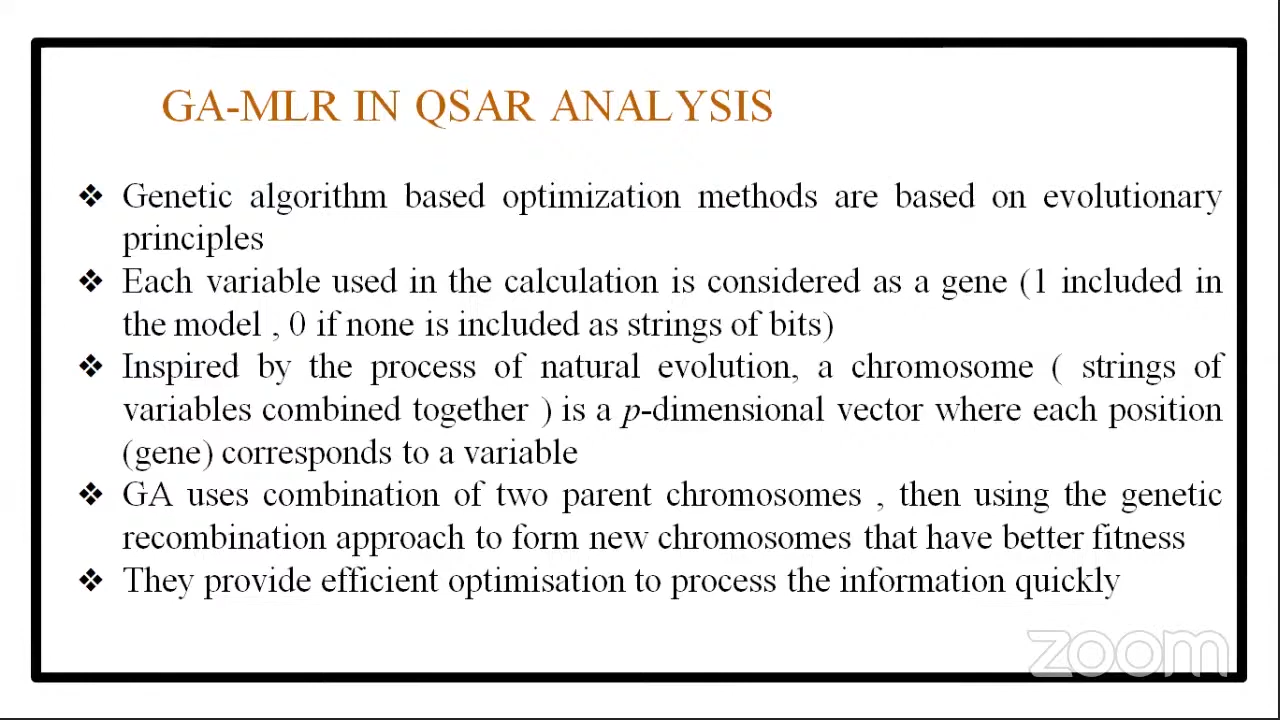 GA-MLR IN QSAR ANALYSIS
❖ Genetic algorithm based optimization methods are based on evolutionary
principles
❖ Each variable used in the calculation is considered as a gene (1 included in
the model , 0 if none is included as strings of bits)
❖ Inspired by the process of natural evolution, a chromosome ( strings of
variables combined together ) is a p-dimensional vector where each position
(gene) corresponds to a variable
❖ GA uses combination of two parent chromosomes , then using the genetic
recombination approach to form new chromosomes that have better fitness
❖ They provide efficient optimisation to process the information quickly
zoom